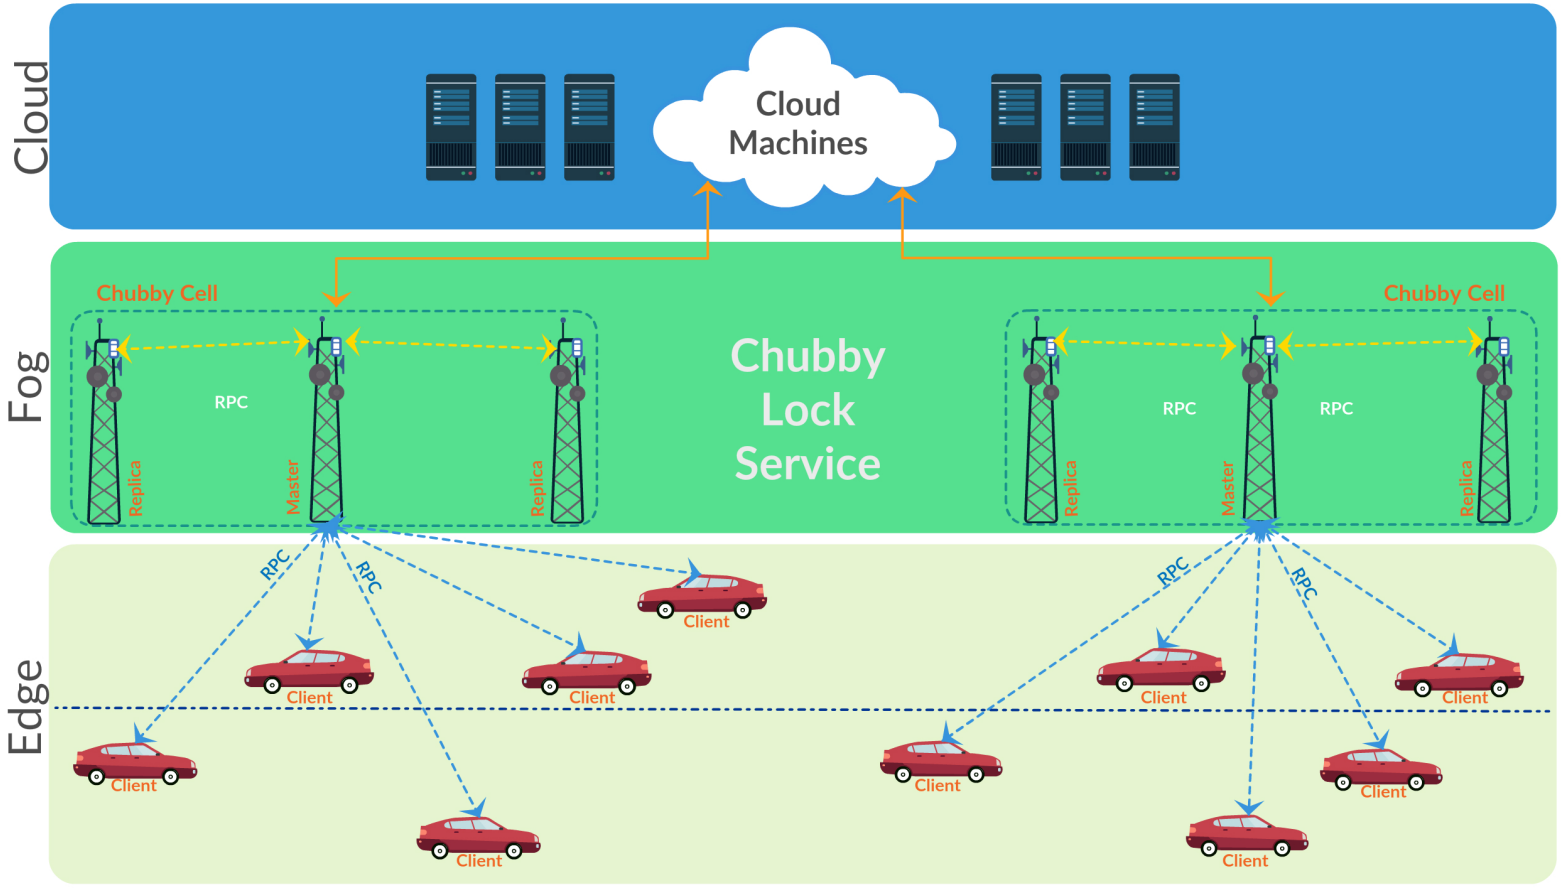 Cloud
Cloud
Machines
Fog
Chubby Cell
Chubby Cell
Chubby
Lock
Service
RPC
RPC
RPC
Replica
Master
Replica
Replica
Master
Replica
Edge
RPC
RPC
RPC
RPC
Client
Client
Client
Client
Client
Client
Client
Client
Client
Client